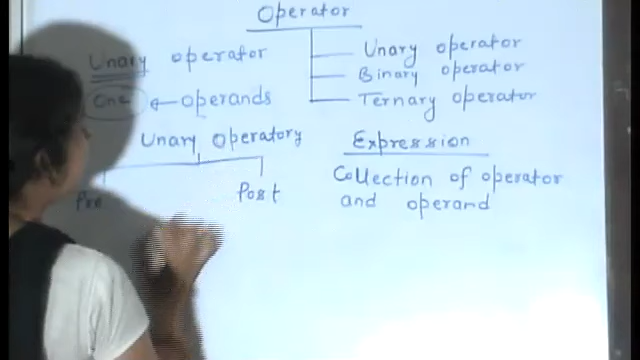 Operator
Unary operator
Binary operator
Ternary operator
Unary operator
One ← operands
Unary Operatory
Pre
Post
Expression
Collection of operator
and operand